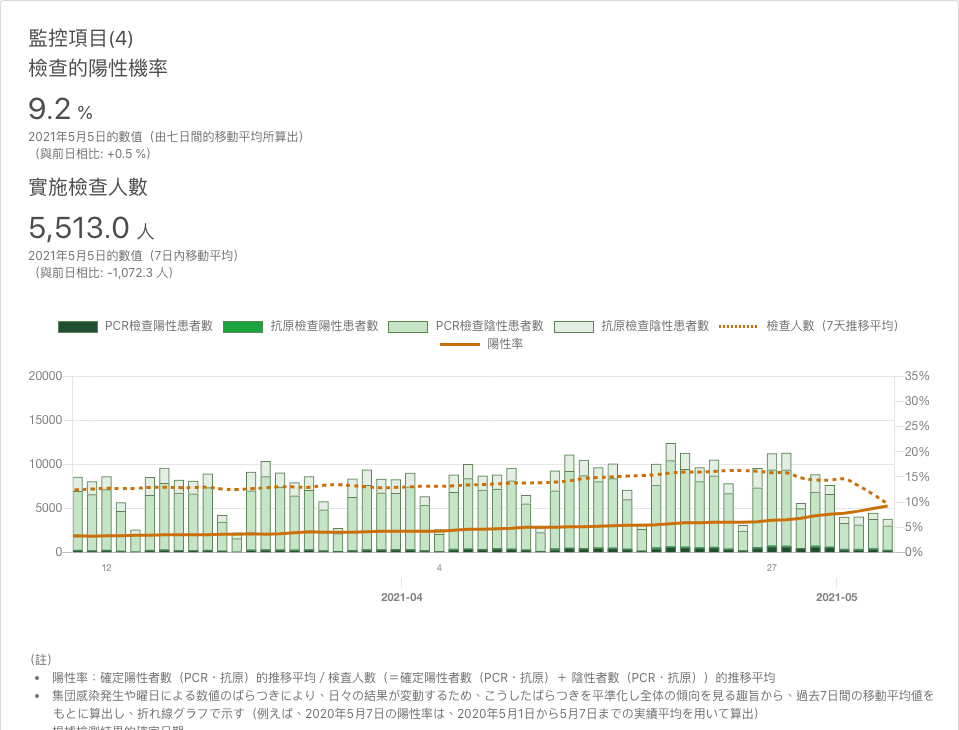 監控項目(4)
檢查的陽性機率
9.2 %
2021年5月5日的數值（由七日間的移動平均所算出）
（與前日相比: +0.5 %）
實施檢查人數
5,513.0 人
2021年5月5日的數值（7日內移動平均）
（與前日相比: -1,072.3 人）
PCR檢查陽性患者數 抗原檢查陽性患者數 PCR檢查陰性患者數 抗原檢查陰性患者數 檢查人數（7天推移平均）
陽性率
20000 35%
30%
15000 25%
20%
10000 15%
10%
5000 5%
0 0%
12 4 27
2021-04 2021-05
（註）
• 陽性率：確定陽性者數（PCR・抗原）的推移平均 / 検査人數（＝確定陽性者數（PCR・抗原）＋ 陰性者數（PCR・抗原））的推移平均
• 集団感染発生や曜日による数値のばらつきにより、日々の結果が変動するため、こうしたばらつきを平準化し全体の傾向を見る趣旨から、過去7日間の移動平均値を
もとに算出し、折れ線グラフで示す（例えば、2020年5月7日の陽性率は、2020年5月1日から5月7日までの実績平均を用いて算出）